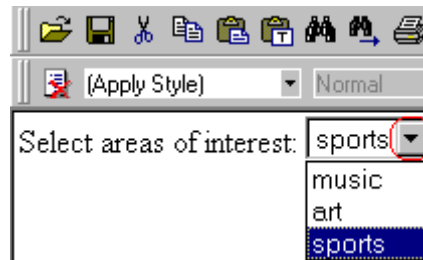 (Apply Style) Normal
Select areas of interest: sports
music
art
sports